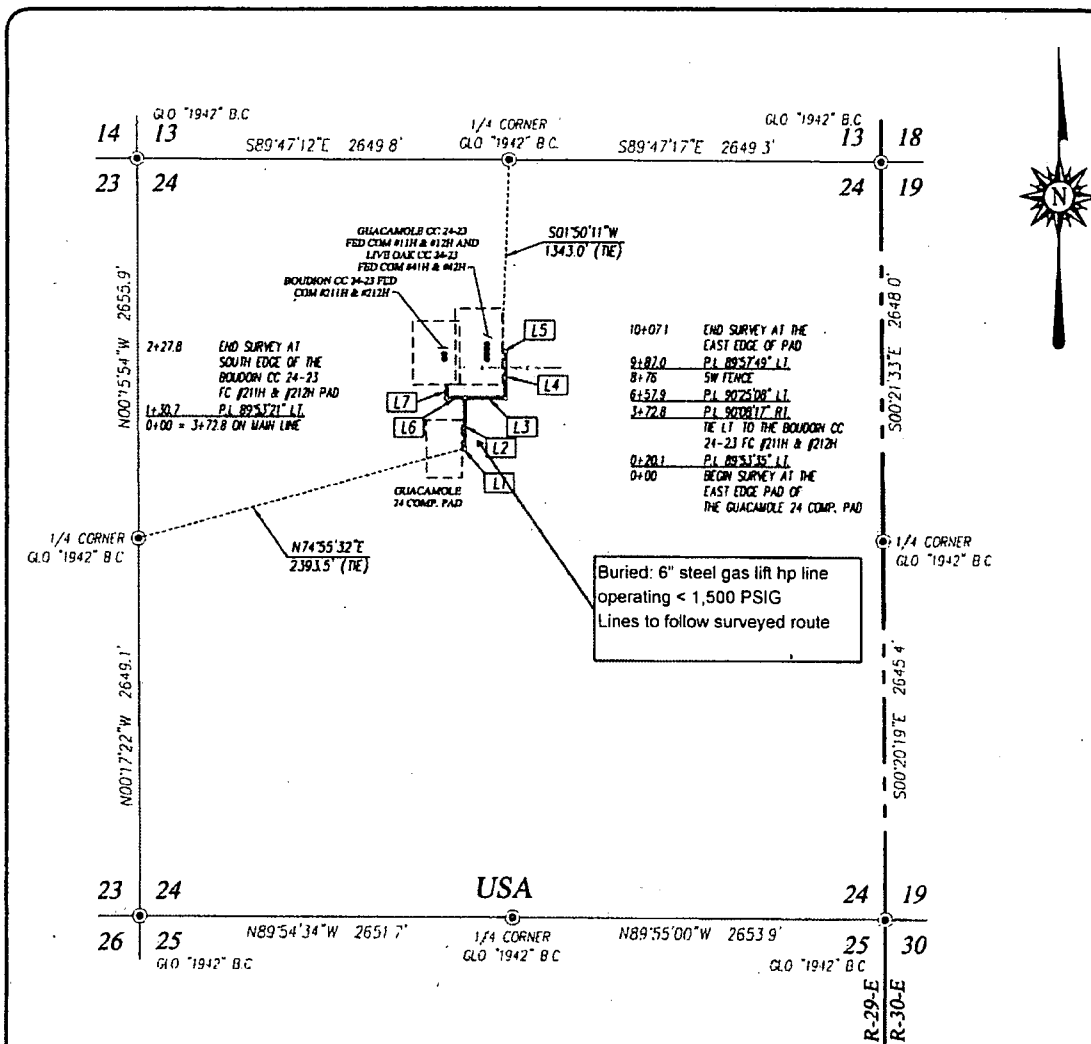 GLO "1942" B.C
14 13
23 24
S89°47'12"E 2649 8'
1/4 CORNER
GLO "1942" B.C.
S89°47'17"E 2649 3'
GLO "1942" B.C
13 18
24 19
N
GUACAMOLE CC 24-23
FED COM #11H & #12H AND
LIVE OAK CC 24-23
FED COM #41H & #42H
BOUDION CC 24-23 FED
COM #211H & #212H
S01°50'11"W
1343.0' (TIE)
N00°15'54"W 2655.9'
S00°21'33"E 2648 0'
2+27.8 END SURVEY AT
SOUTH EDGE OF THE
BOUDOIN CC 24-23
FC #211H & #212H PAD
1+30.7 P.I. 89°53'21" LT.
0+00 = 3+72.8 ON MAIN LINE
L5
L4
L7
L6
L3
L2
L1
10+07.1 END SURVEY AT THE
EAST EDGE OF PAD
9+87.0 P.I. 89°57'49" LT.
8+76 5W FENCE
6+57.9 P.I. 90°25'08" LT.
3+72.8 P.I. 90°08'17" RT.
TIE LT. TO THE BOUDOIN CC
24-23 FC #211H & #212H
0+20.1 P.I. 89°53'35" LT.
0+00 BEGIN SURVEY AT THE
EAST EDGE PAD OF
THE GUACAMOLE 24 COMP. PAD
GUACAMOLE
24 COMP. PAD
1/4 CORNER
GLO "1942" B.C
N74°55'32"E
2393.5' (TIE)
1/4 CORNER
GLO "1942" B.C
Buried: 6" steel gas lift hp line
operating < 1,500 PSIG
Lines to follow surveyed route
N00°17'22"W 2649.1'
S00°20'19"E 2645 4'
USA
23 24
26 25
GLO "1942" B.C
N89°54'34"W 2651 7'
1/4 CORNER
GLO "1942" B C
N89°55'00"W 2653 9'
24 19
25 30
GLO "1942" B C
R-29-E
R-30-E